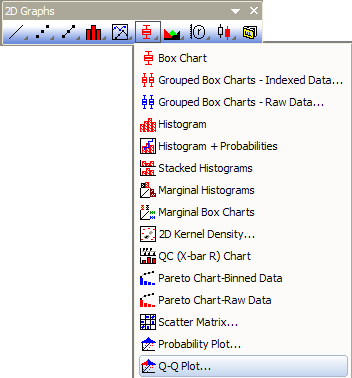 2D Graphs
Box Chart
Grouped Box Charts - Indexed Data...
Grouped Box Charts - Raw Data...
Histogram
Histogram + Probabilities
Stacked Histograms
Marginal Histograms
Marginal Box Charts
2D Kernel Density...
QC (X-bar R) Chart
Pareto Chart-Binned Data
Pareto Chart-Raw Data
Scatter Matrix...
Probability Plot...
Q-Q Plot...